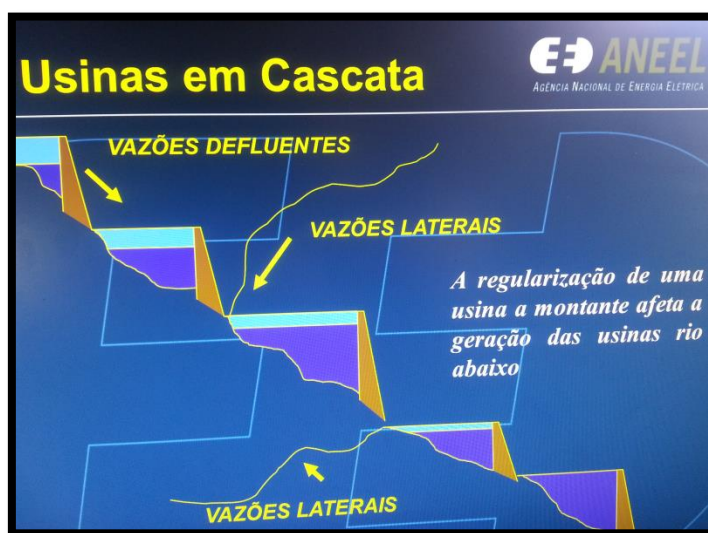 Usinas em Cascata
ANEEL
AGÊNCIA NACIONAL DE ENERGIA ELÉTRICA
VAZÕES DEFLUENTES
VAZÕES LATERAIS
A regularização de uma
usina a montante afeta a
geração das usinas rio
abaixo
VAZÕES LATERAIS